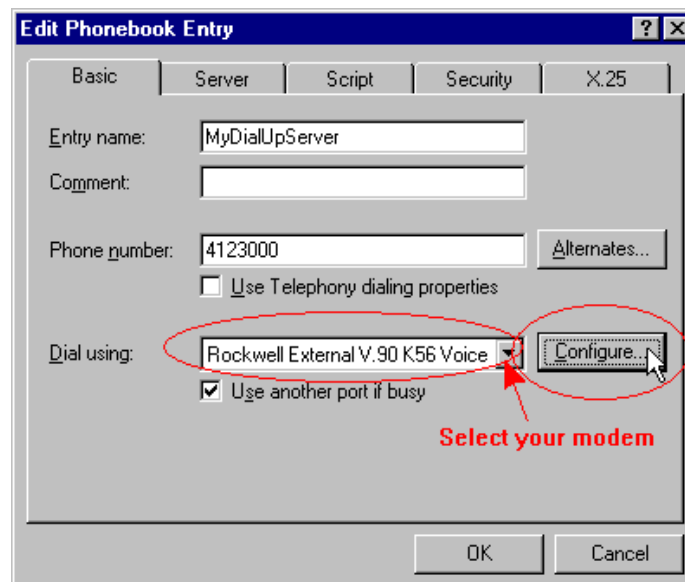 Edit Phonebook Entry
Basic Server Script Security X.25
Entry name: MyDialUpServer
Comment:
Phone number: 4123000 Alternates...
Use Telephony dialing properties
Dial using: Rockwell External V.90 K56 Voice Configure...
Use another port if busy
Select your modem
OK Cancel